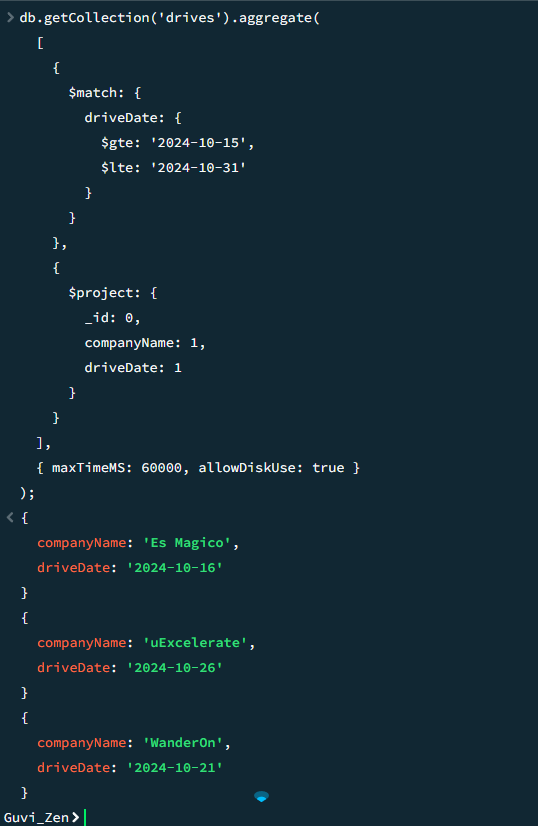 db.getCollection('drives').aggregate(
[
{
$match: {
driveDate: {
$gte: '2024-10-15',
$lte: '2024-10-31'
}
}
},
{
$project: {
_id: 0,
companyName: 1,
driveDate: 1
}
}
],
{ maxTimeMS: 60000, allowDiskUse: true }
);
{
companyName: 'Es Magico',
driveDate: '2024-10-16'
}
{
companyName: 'uExcelerate',
driveDate: '2024-10-26'
}
{
companyName: 'WanderOn',
driveDate: '2024-10-21'
}
Guvi_Zen>